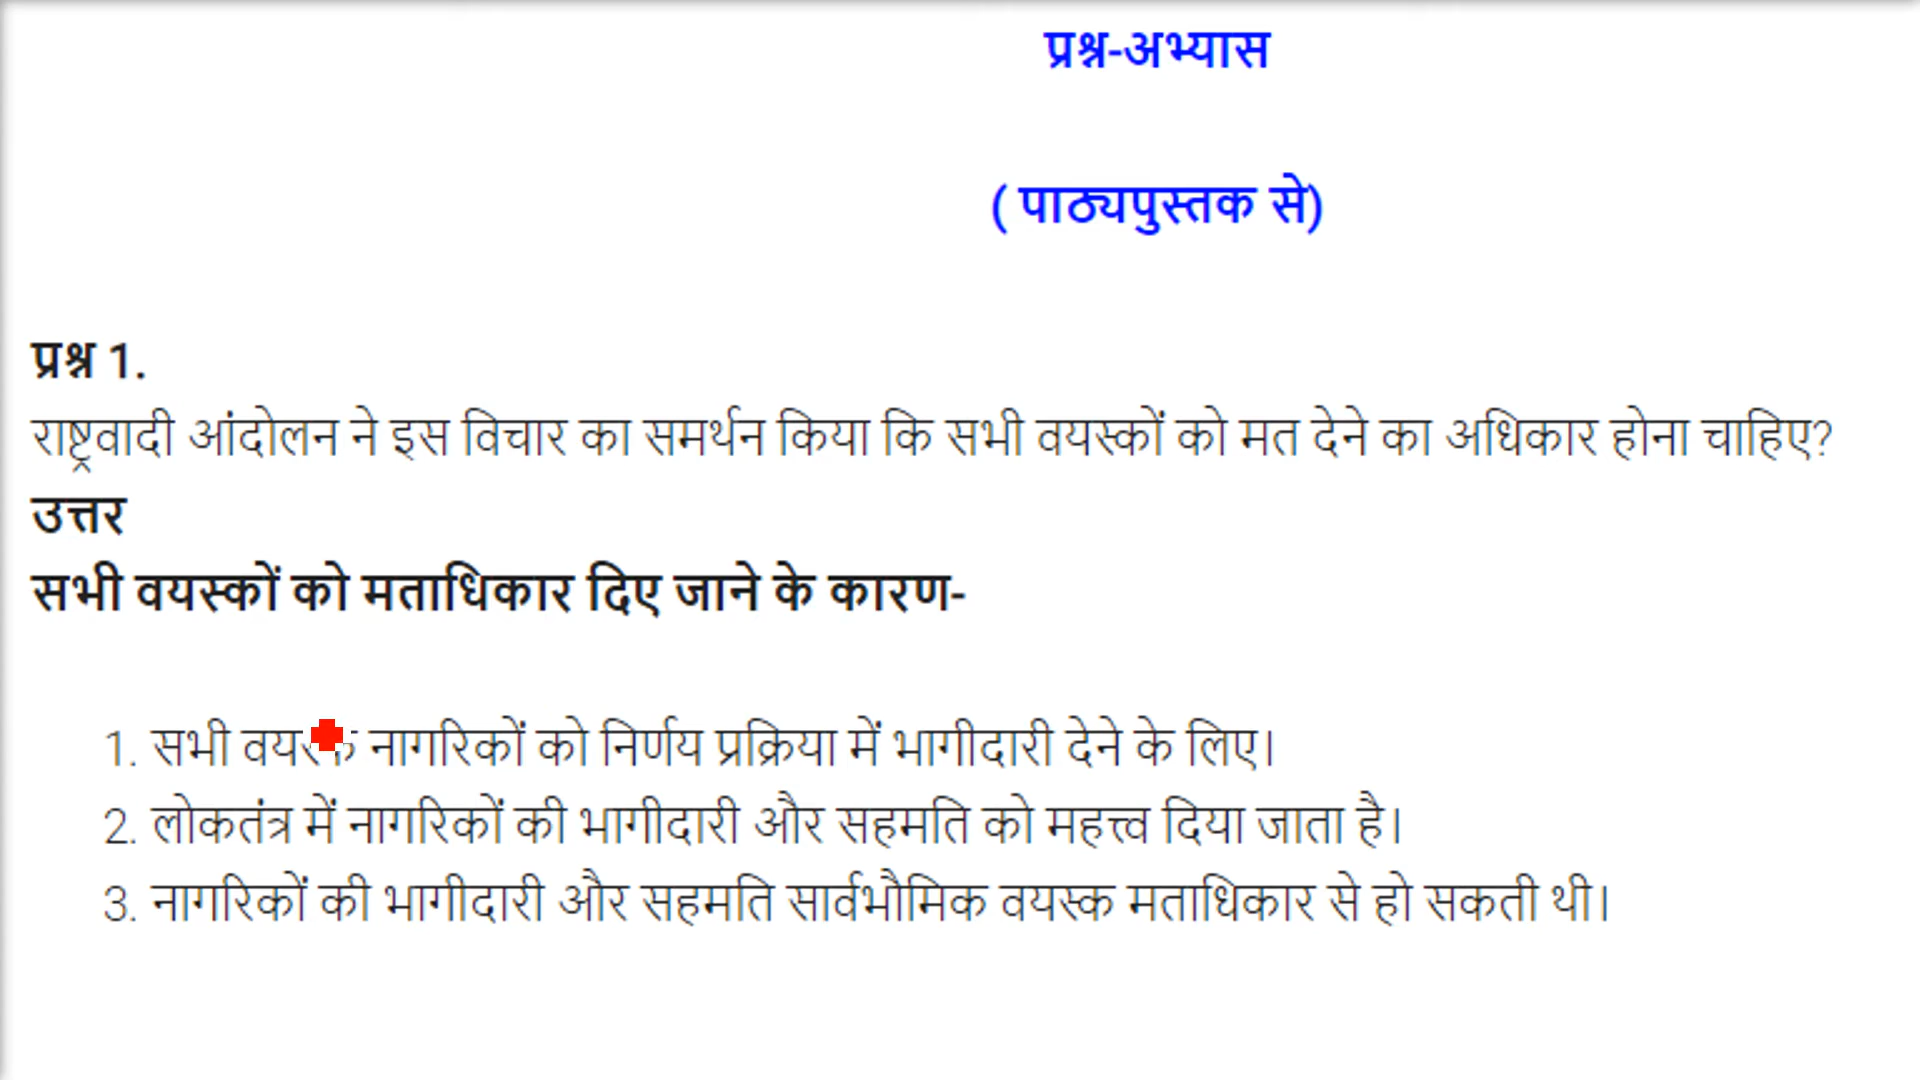 प्रश्न-अभ्यास
( पाठ्यपुस्तक से)
प्रश्न 1.
राष्ट्रवादी आंदोलन ने इस विचार का समर्थन किया कि सभी वयस्कों को मत देने का अधिकार होना चाहिए?
उत्तर
सभी वयस्कों को मताधिकार दिए जाने के कारण-
1. सभी वयस्क नागरिकों को निर्णय प्रक्रिया में भागीदारी देने के लिए।
2. लोकतंत्र में नागरिकों की भागीदारी और सहमति को महत्त्व दिया जाता है।
3. नागरिकों की भागीदारी और सहमति सार्वभौमिक वयस्क मताधिकार से हो सकती थी।